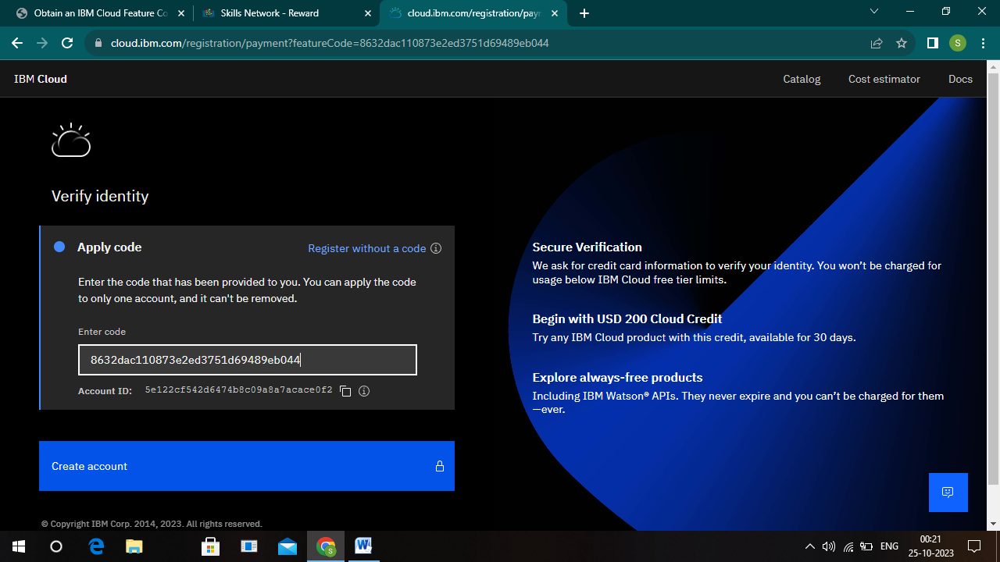 Obtain an IBM Cloud Feature Co
Skills Network - Reward
cloud.ibm.com/registration/payr
cloud.ibm.com/registration/payment?featureCode=8632dac110873e2ed3751d69489eb044
S
IBM Cloud
Catalog
Cost estimator
Docs
Verify identity
Apply code
Register without a code
Enter the code that has been provided to you. You can apply the code
to only one account, and it can't be removed.
Enter code
8632dac110873e2ed3751d69489eb044
Account ID: 5e122cf542d6474b8c09a8a7acace0f2
Create account
© Copyright IBM Corp. 2014, 2023. All rights reserved.
Secure Verification
We ask for credit card information to verify your identity. You won’t be charged for
usage below IBM Cloud free tier limits.
Begin with USD 200 Cloud Credit
Try any IBM Cloud product with this credit, available for 30 days.
Explore always-free products
Including IBM Watson® APIs. They never expire and you can’t be charged for them
—ever.
S
W
ENG
00:21
25-10-2023